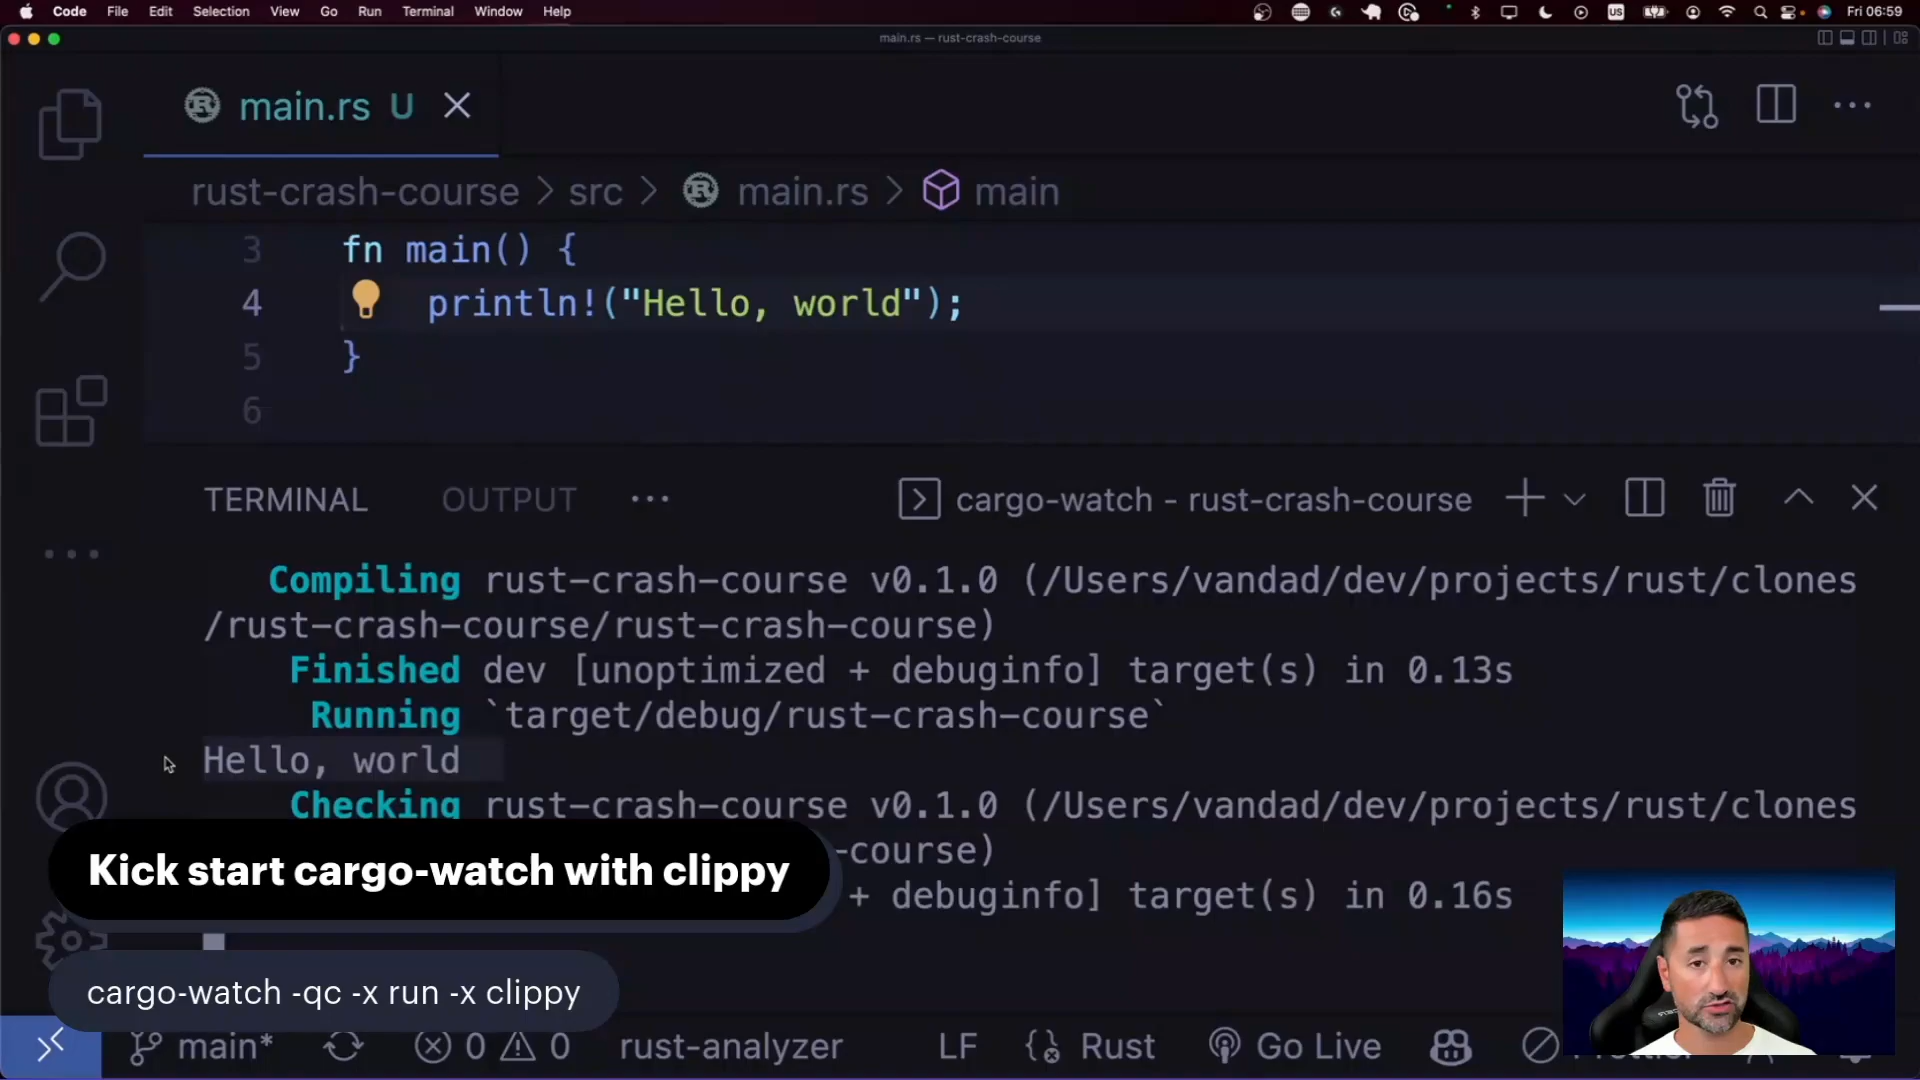 Code File Edit Selection View Go Run Terminal Window Help US Fri 06:59
main.rs — rust-crash-course
main.rs U
rust-crash-course > src > main.rs > main
3 fn main() {
4 println!("Hello, world");
5 }
6
TERMINAL OUTPUT ··· cargo-watch - rust-crash-course
Compiling rust-crash-course v0.1.0 (/Users/vandad/dev/projects/rust/clones
/rust-crash-course/rust-crash-course)
Finished dev [unoptimized + debuginfo] target(s) in 0.13s
Running `target/debug/rust-crash-course`
Hello, world
Checking rust-crash-course v0.1.0 (/Users/vandad/dev/projects/rust/clones
-course)
+ debuginfo] target(s) in 0.16s
Kick start cargo-watch with clippy
cargo-watch -qc -x run -x clippy
main* 0 0 rust-analyzer LF Rust Go Live